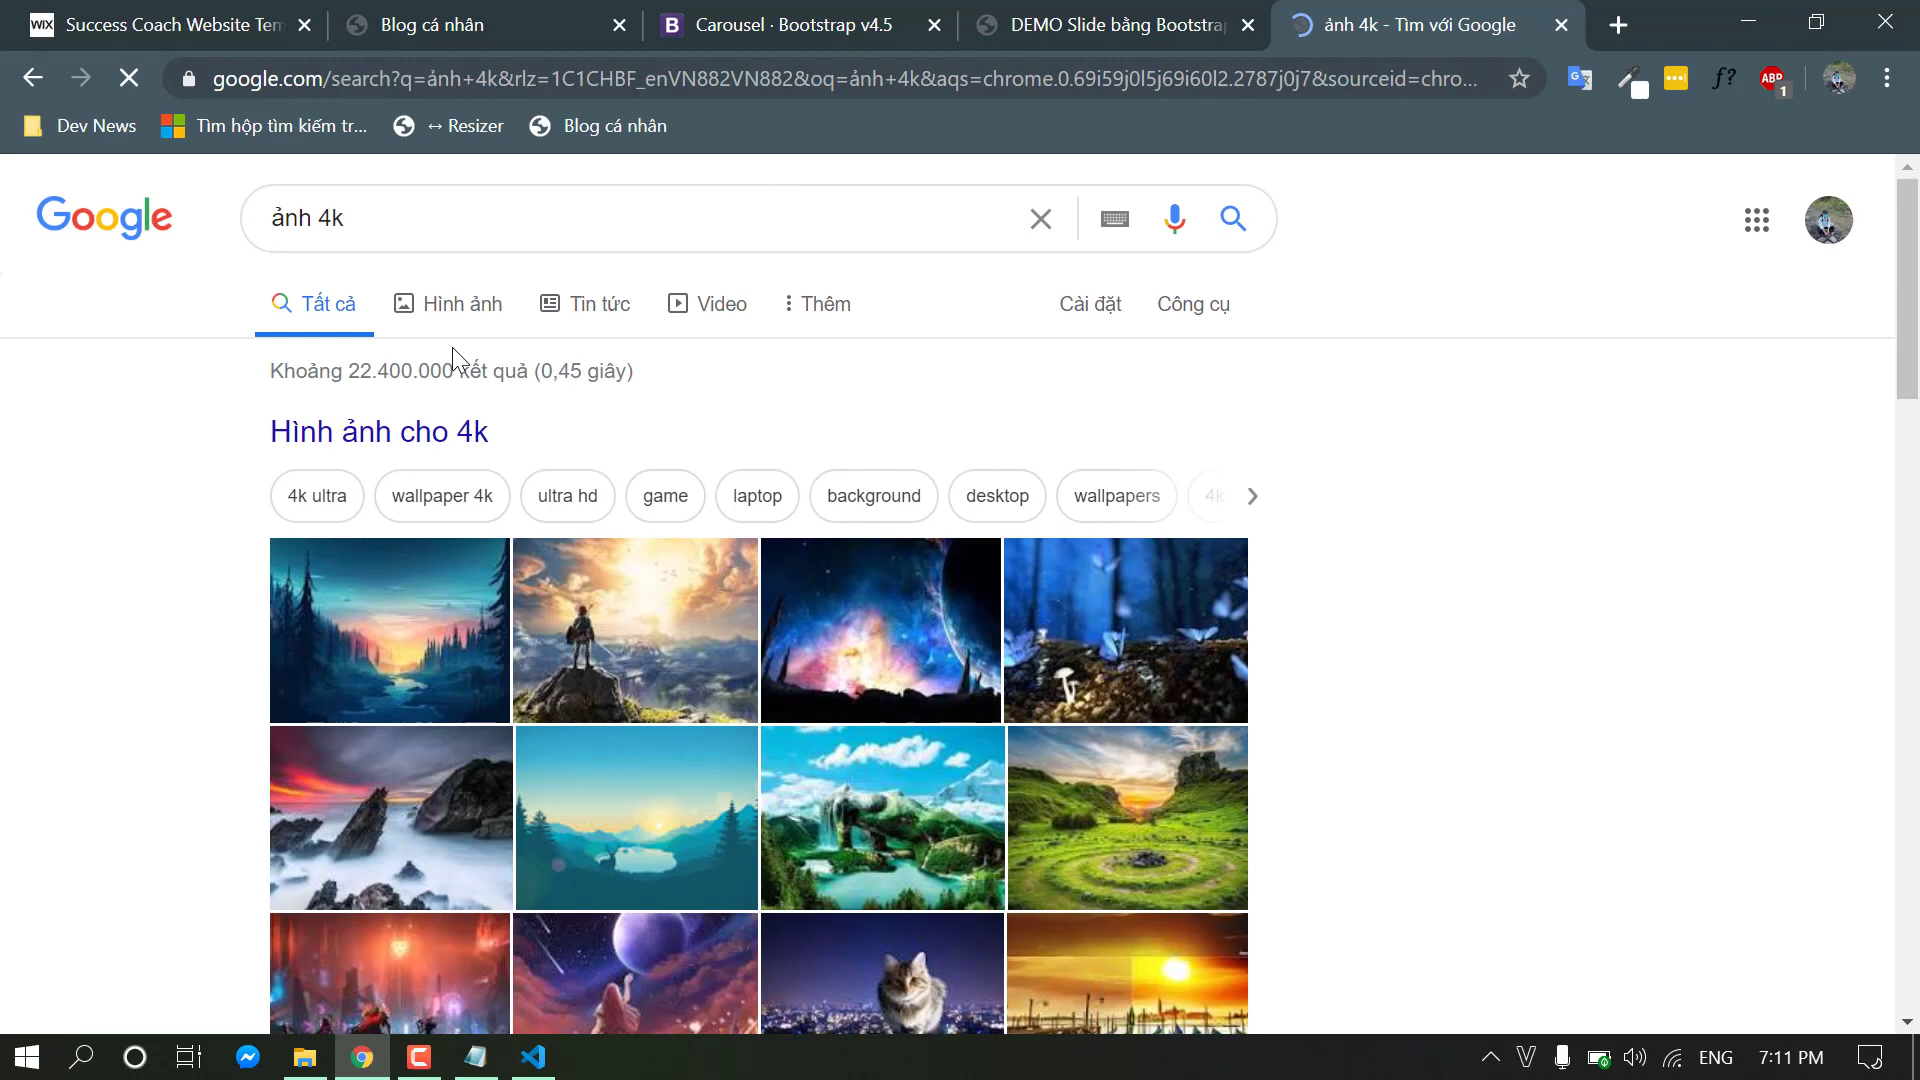 WIX Success Coach Website Tem
Blog cá nhân
B Carousel · Bootstrap v4.5
DEMO Slide bằng Bootstrap
ảnh 4k - Tìm với Google
google.com/search?q=ảnh+4k&rlz=1C1CHBF_enVN882VN882&oq=ảnh+4k&aqs=chrome.0.69i59j0l5j69i60l2.2787j0j7&sourceid=chro...
f?
ABP
1
Dev News
Tìm hộp tìm kiếm tr...
↔ Resizer
Blog cá nhân
Google
ảnh 4k
Tất cả
Hình ảnh
Tin tức
Video
Thêm
Cài đặt
Công cụ
Khoảng 22.400.000 kết quả (0,45 giây)
Hình ảnh cho 4k
4k ultra
wallpaper 4k
ultra hd
game
laptop
background
desktop
wallpapers
4k
ENG
7:11 PM